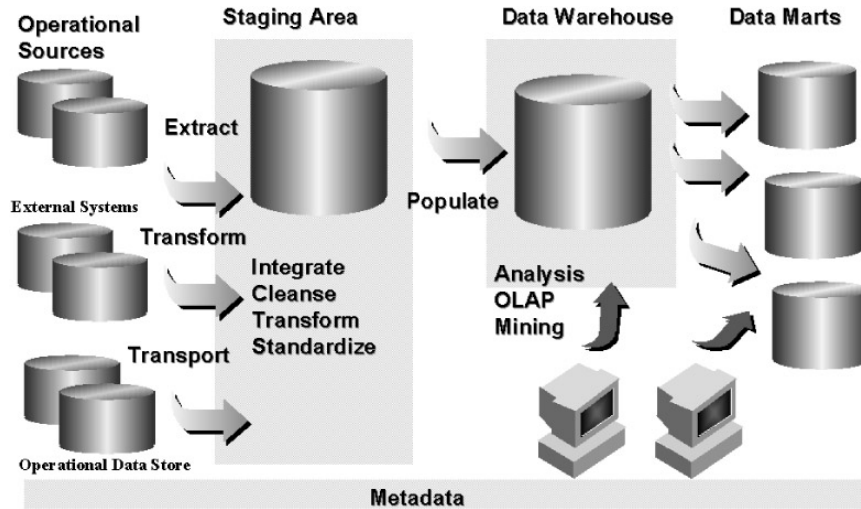 Operational
Sources
Staging Area
Data Warehouse
Data Marts
Extract
External Systems
Transform
Populate
Integrate
Cleanse
Transform
Standardize
Analysis
OLAP
Mining
Transport
Operational Data Store
Metadata